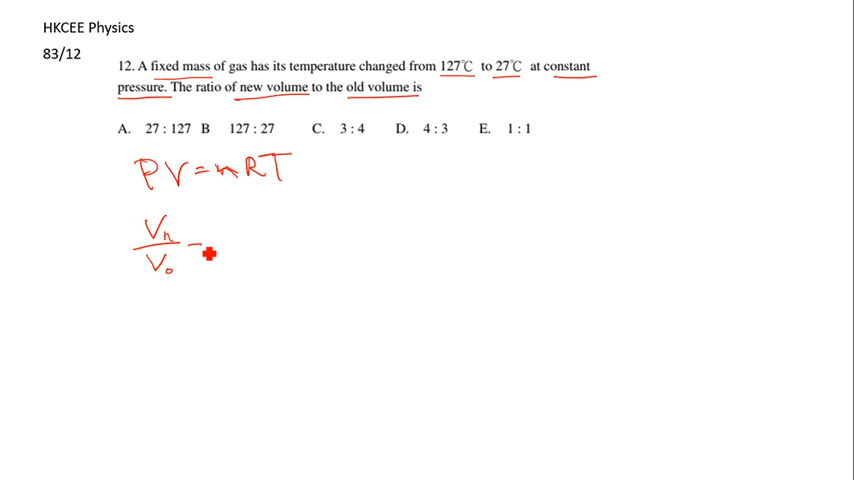 HKCEE Physics
83/12
12. A fixed mass of gas has its temperature changed from 127℃ to 27℃ at constant
pressure. The ratio of new volume to the old volume is
A. 27 : 127 B 127 : 27 C. 3 : 4 D. 4 : 3 E. 1 : 1
PV=nRT
Vn
Vo